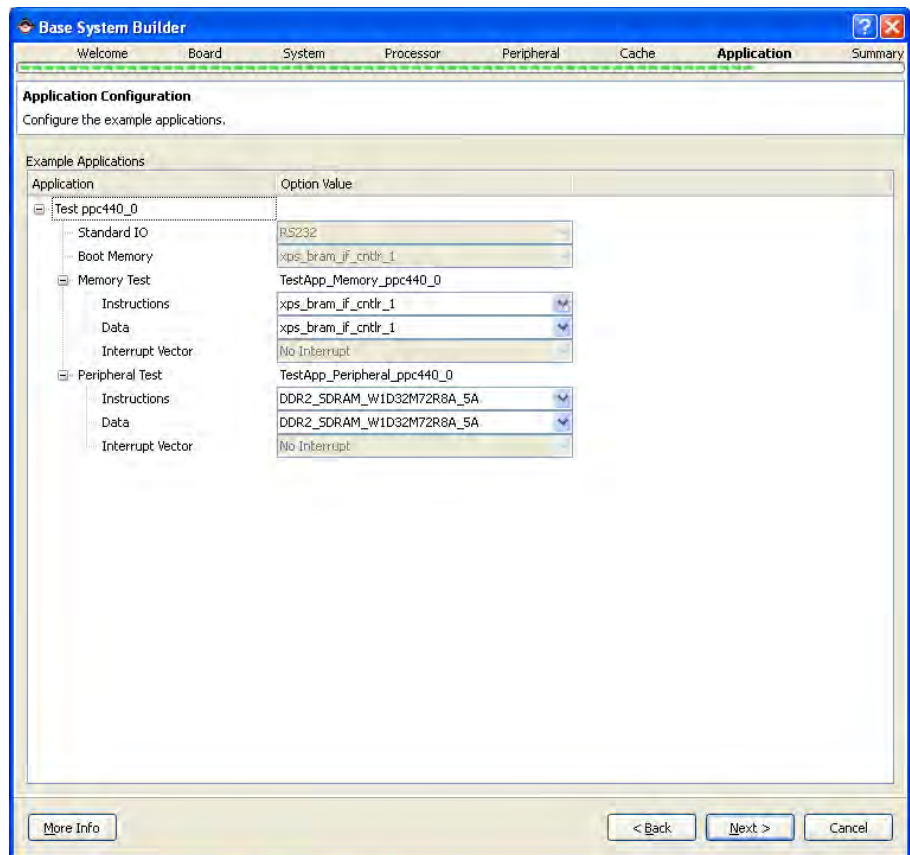 Base System Builder
Welcome Board System Processor Peripheral Cache Application Summary
Application Configuration
Configure the example applications.
Example Applications
Application Option Value
Test ppc440_0
Standard IO RS232
Boot Memory xps_bram_if_cntlr_1
Memory Test TestApp_Memory_ppc440_0
Instructions xps_bram_if_cntlr_1
Data xps_bram_if_cntlr_1
Interrupt Vector No Interrupt
Peripheral Test TestApp_Peripheral_ppc440_0
Instructions DDR2_SDRAM_W1D32M72R8A_5A
Data DDR2_SDRAM_W1D32M72R8A_5A
Interrupt Vector No Interrupt
More Info < Back Next > Cancel